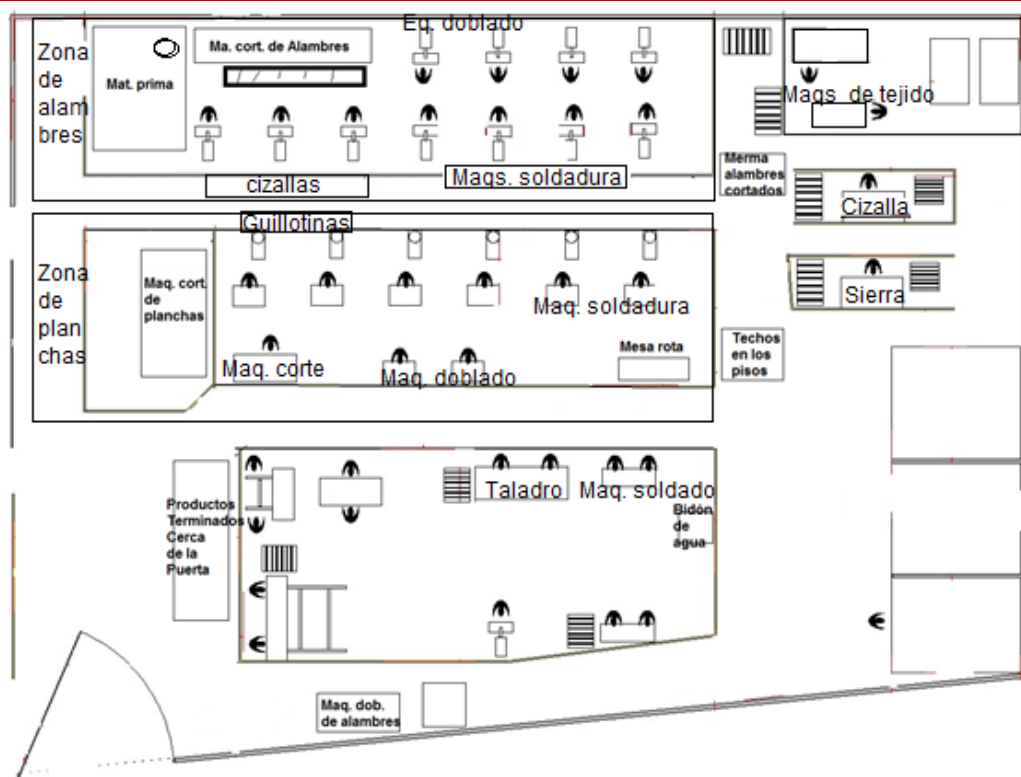 Zona
de
alam
bres
Mat. prima
Ma. cort. de Alambres
Eq. doblado
cizallas
Maqs. soldadura
Maqs de tejido
Merma
alambres
cortados
Cizalla
Sierra
Zona
de
plan
chas
Maq. cort.
de
planchas
Guillotinas
Maq. soldadura
Maq. corte
Maq. doblado
Mesa rota
Techos
en los
pisos
Productos
Terminados
Cerca
de la
Puerta
Taladro
Maq. soldado
Bidón
de
agua
Maq. dob.
de alambres